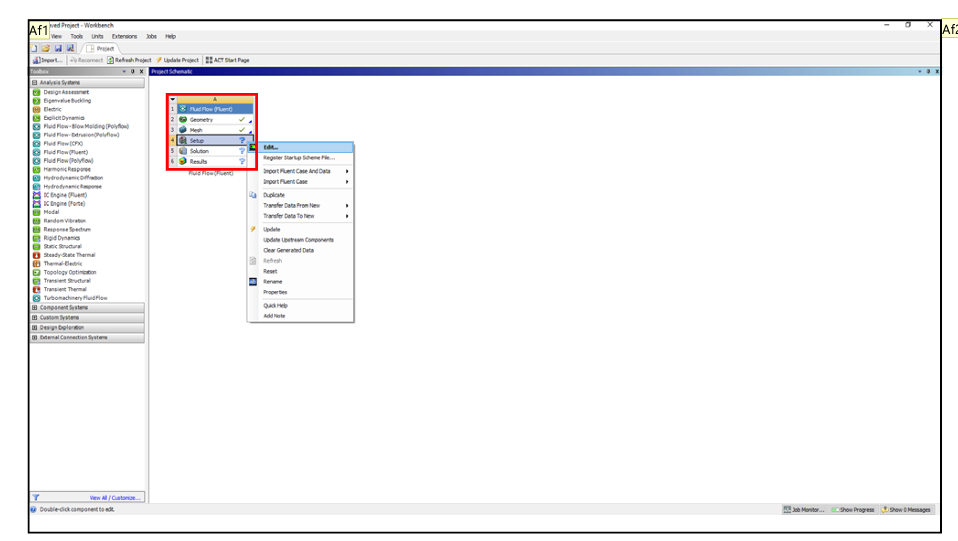 Af1
Af2
ved Project - Workbench
View Tools Units Extensions Jobs Help
Project
Import... Reconnect Refresh Project Update Project ACT Start Page
Toolbox
Project Schematic
Analysis Systems
Design Assessment
Eigenvalue Buckling
Electric
Explicit Dynamics
Fluid Flow - Blow Molding (Polyflow)
Fluid Flow - Extrusion (Polyflow)
Fluid Flow (CFX)
Fluid Flow (Fluent)
Fluid Flow (Polyflow)
Harmonic Response
Hydrodynamic Diffraction
Hydrodynamic Response
IC Engine (Fluent)
IC Engine (Forte)
Modal
Random Vibration
Response Spectrum
Rigid Dynamics
Static Structural
Steady-State Thermal
Thermal-Electric
Topology Optimization
Transient Structural
Transient Thermal
Turbomachinery Fluid Flow
Component Systems
Custom Systems
Design Exploration
External Connection Systems
View All / Customize...
A
1 Fluid Flow (Fluent)
2 Geometry
3 Mesh
4 Setup
5 Solution
6 Results
Fluid Flow (Fluent)
Edit...
Register Startup Scheme File...
Import Fluent Case And Data
Import Fluent Case
Duplicate
Transfer Data From New
Transfer Data To New
Update
Update Upstream Components
Clear Generated Data
Refresh
Reset
Rename
Properties
Quick Help
Add Note
Double-click component to edit.
Job Monitor... Show Progress Show 0 Messages